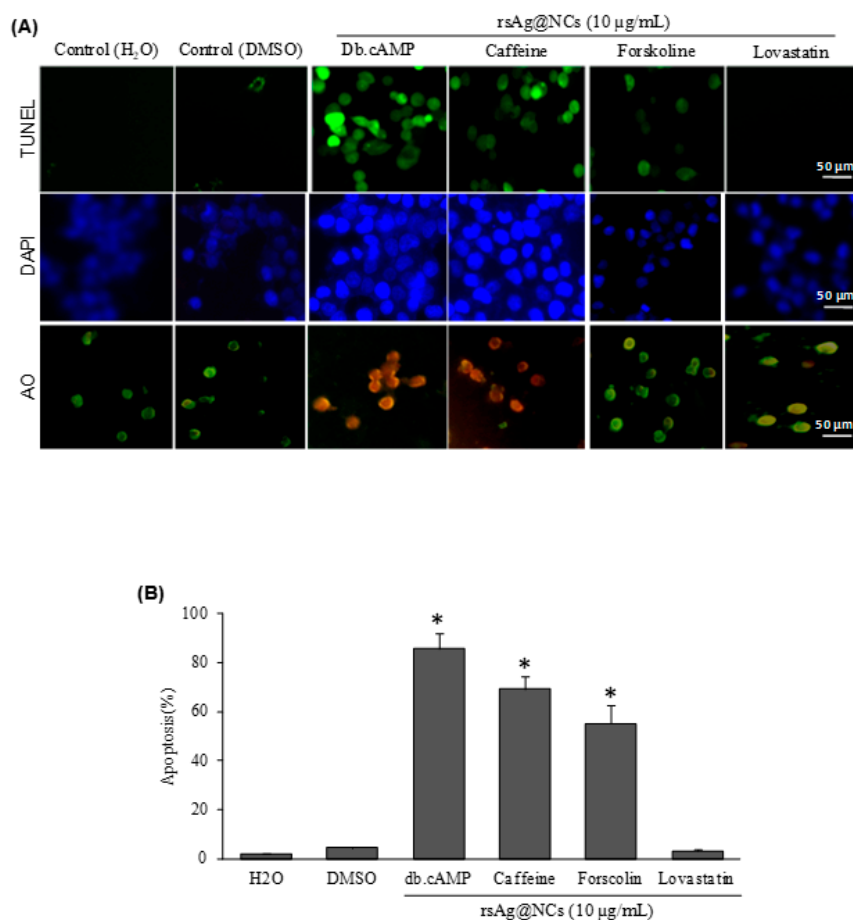 (A)
rsAg@NCs (10 µg/mL)
Control (H₂O) Control (DMSO) Db.cAMP Caffeine Forskoline Lovastatin
TUNEL
50 µm
DAPI
50 µm
AO
50 µm
(B)
Apoptosis(%)
100
80
60
40
20
0
* * *
H2O DMSO db.cAMP Caffeine Forscolin Lovastatin
rsAg@NCs (10 µg/mL)